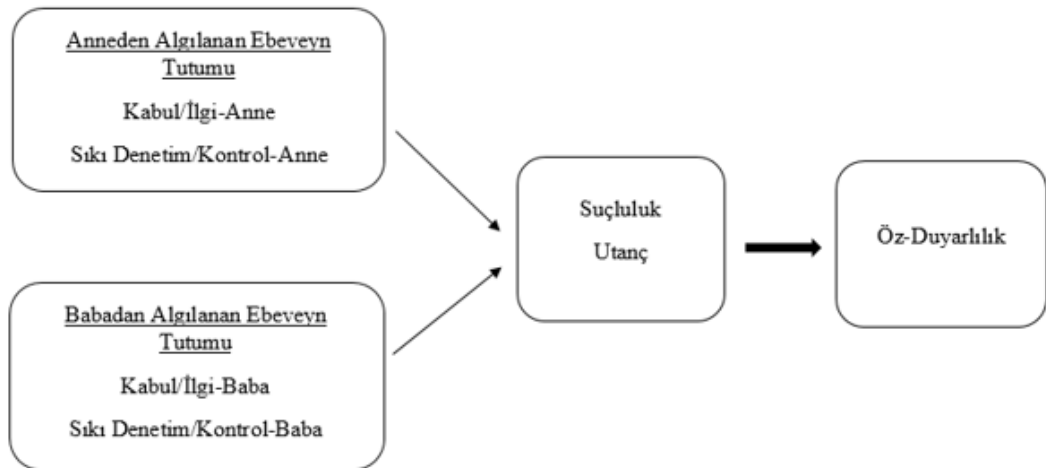 Anneden Algılanan Ebeveyn
Tutumu
Kabul/İlgi-Anne
Sıkı Denetim/Kontrol-Anne
Babadan Algılanan Ebeveyn
Tutumu
Kabul/İlgi-Baba
Sıkı Denetim/Kontrol-Baba
Suçluluk
Utanç
Öz-Duyarlılık